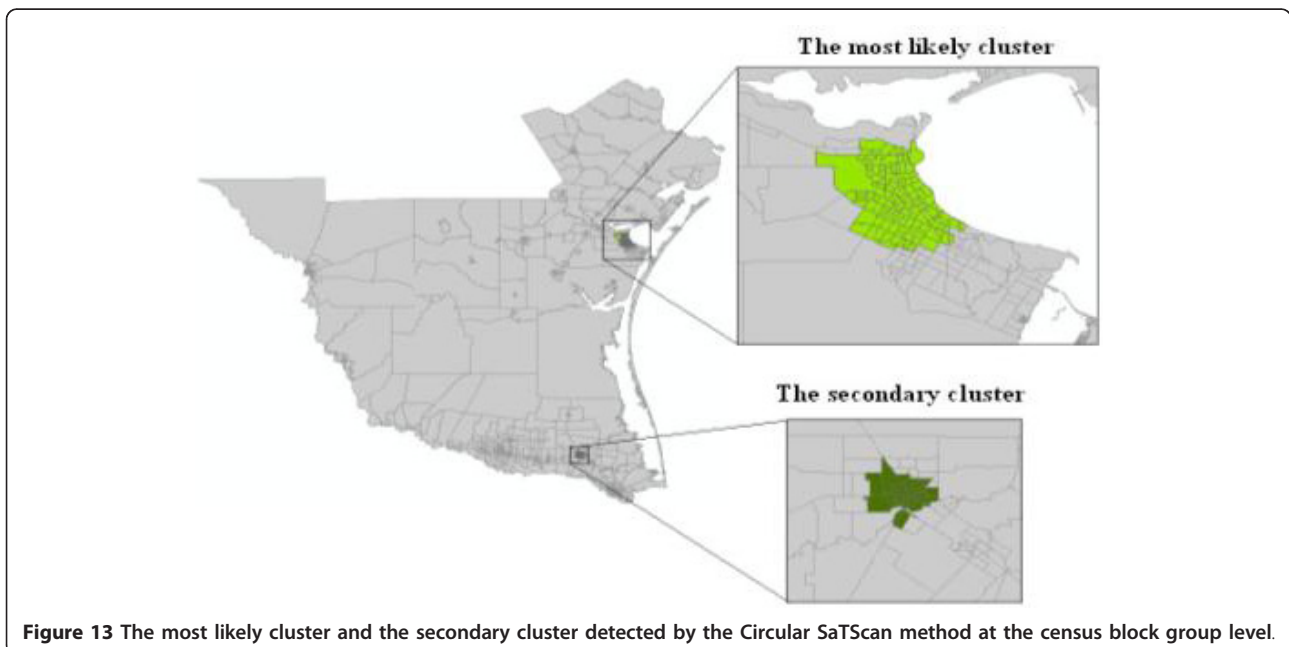 The most likely cluster
The secondary cluster
Figure 13 The most likely cluster and the secondary cluster detected by the Circular SaTScan method at the census block group level.